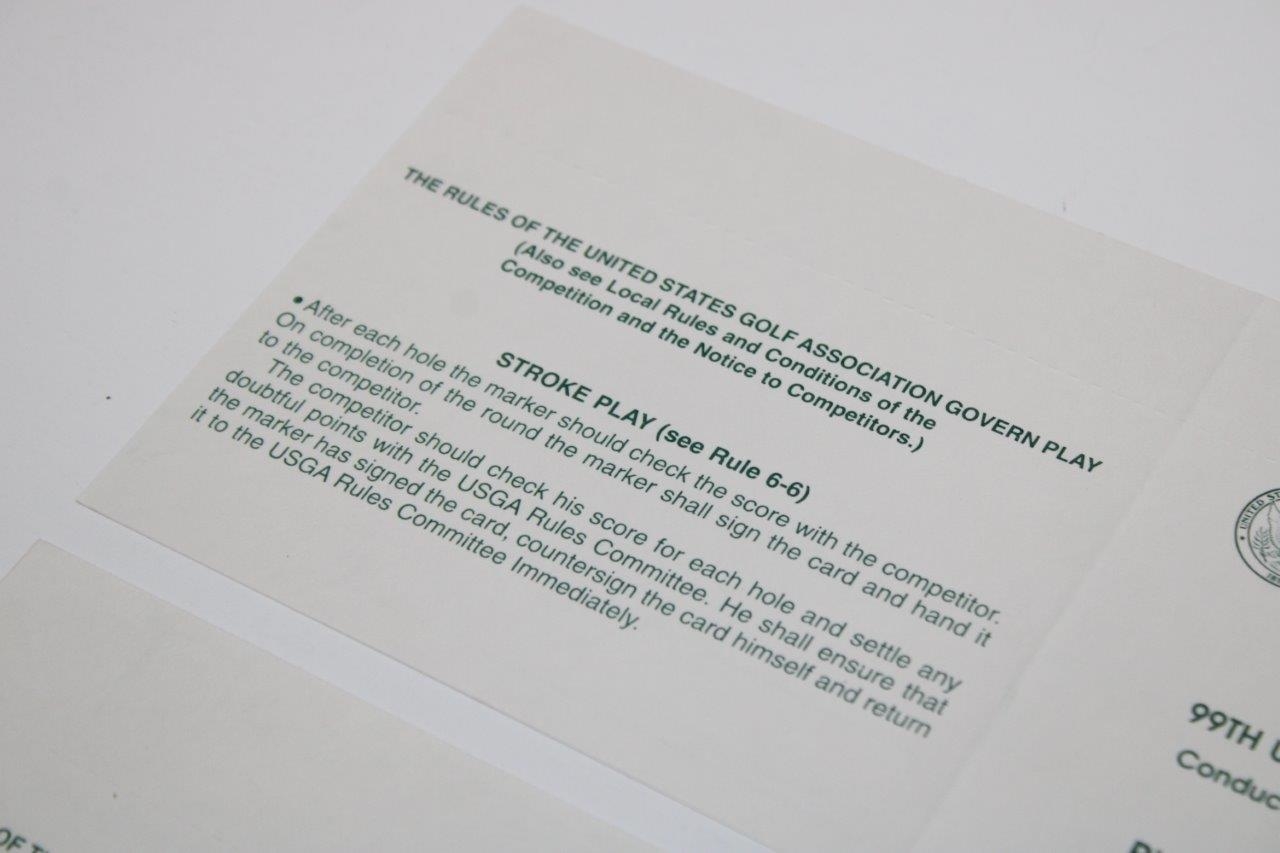 THE RULES OF THE UNITED STATES GOLF ASSOCIATION GOVERN PLAY
(Also see Local Rules and Conditions of the
Competition and the Notice to Competitors.)
STROKE PLAY (see Rule 6-6)
• After each hole the marker should check the score with the competitor.
On completion of the round the marker shall sign the card and hand it
to the competitor.
The competitor should check his score for each hole and settle any
doubtful points with the USGA Rules Committee. He shall ensure that
the marker has signed the card, countersign the card himself and return
it to the USGA Rules Committee Immediately.
UNITED
99TH U
Conduc
OF T